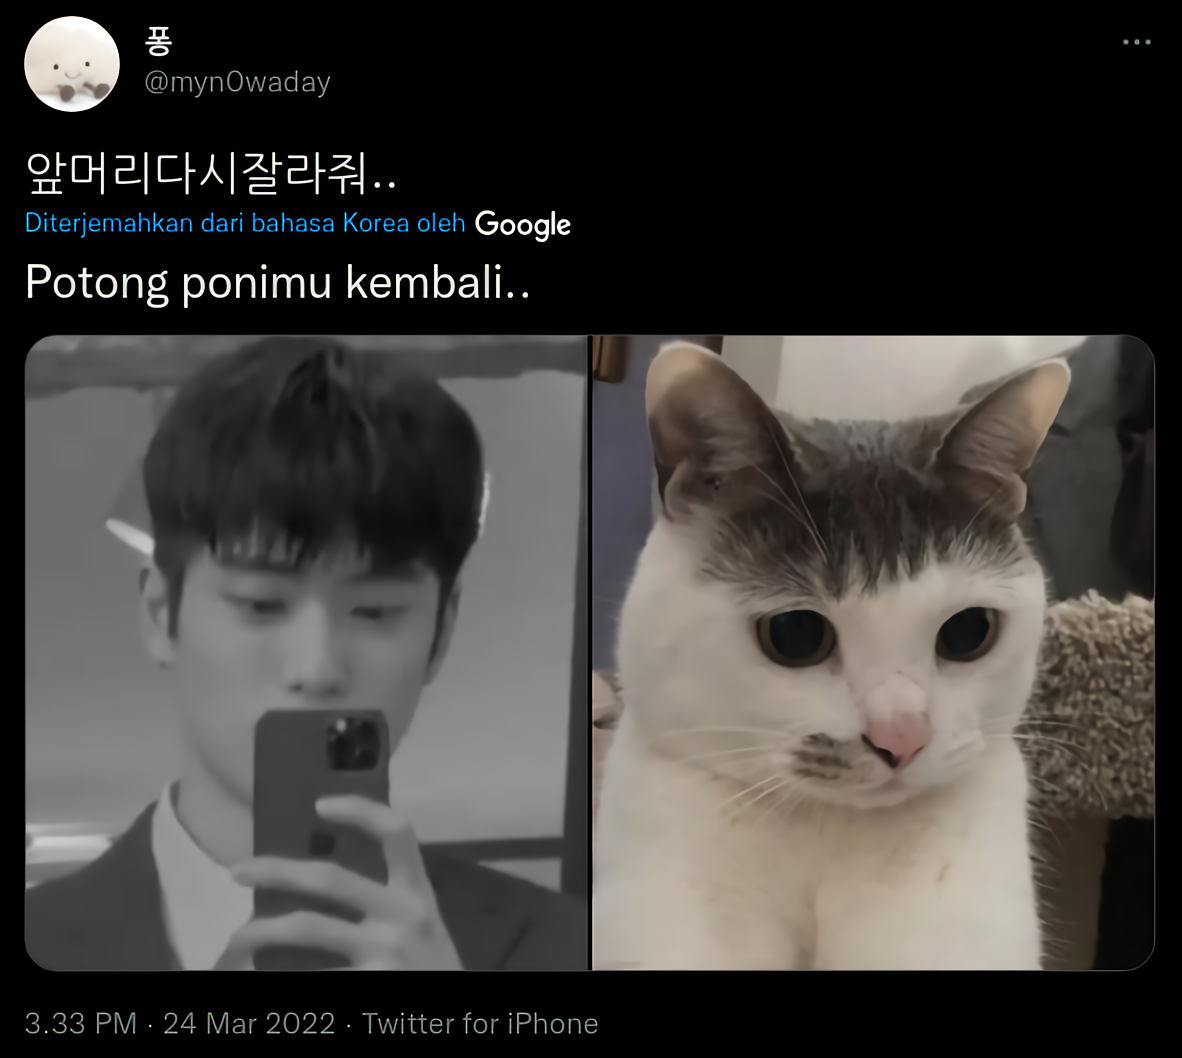 퐁
@myn0waday
앞머리다시잘라줘..
Diterjemahkan dari bahasa Korea oleh Google
Potong ponimu kembali..
3.33 PM · 24 Mar 2022 · Twitter for iPhone